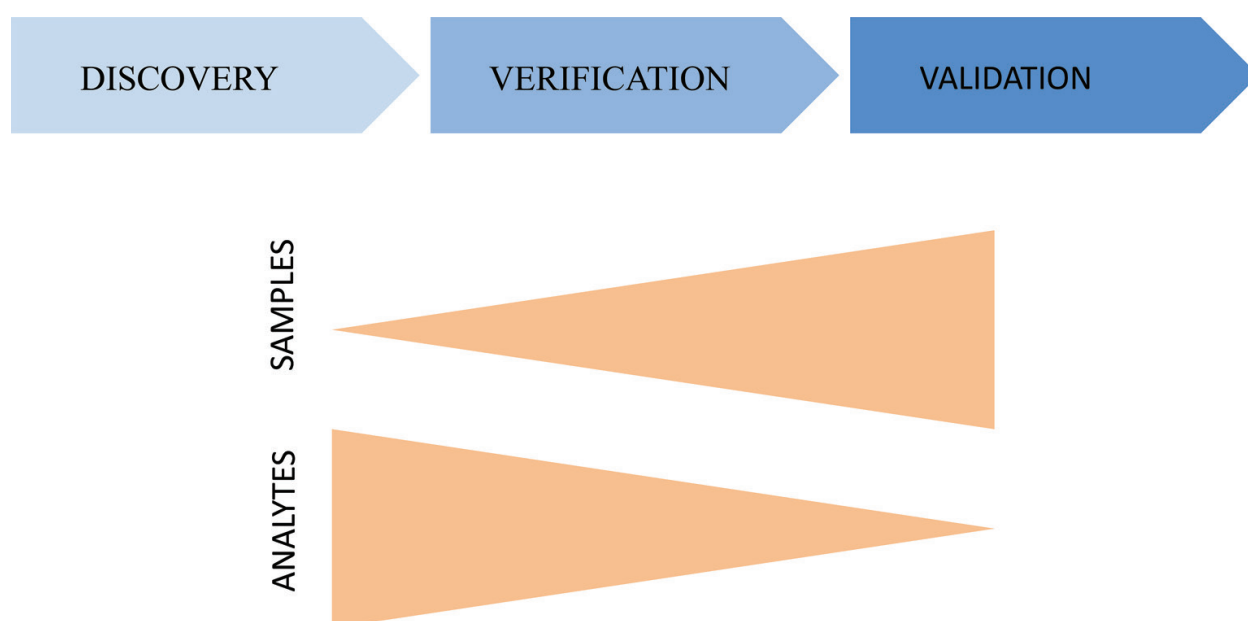 DISCOVERY
VERIFICATION
VALIDATION
SAMPLES
ANALYTES